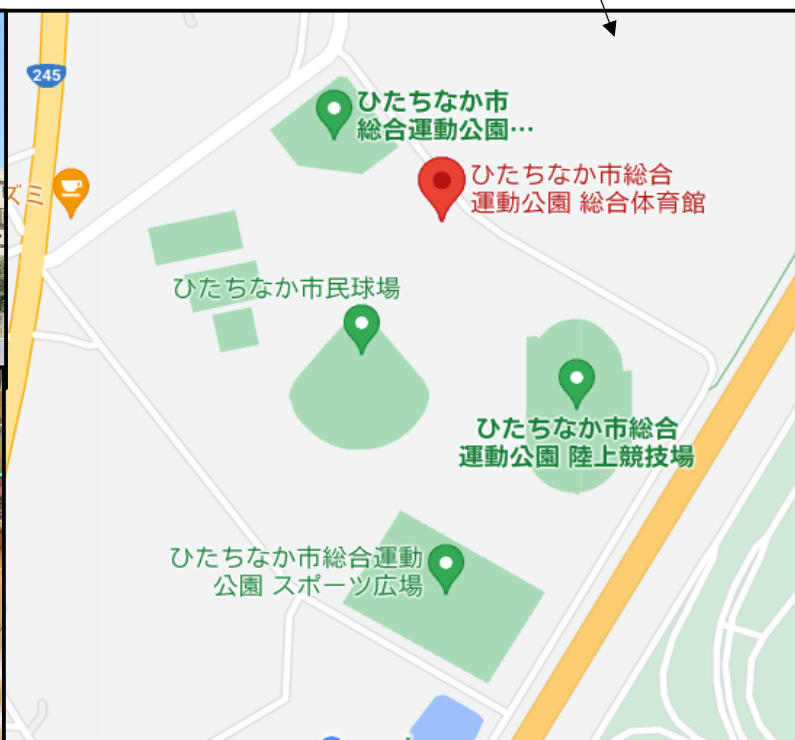 245
ひたちなか市
総合運動公園…
ひたちなか市総合
運動公園 総合体育館
ズミ
ひたちなか市民球場
ひたちなか市総合
運動公園 陸上競技場
ひたちなか市総合運動
公園 スポーツ広場